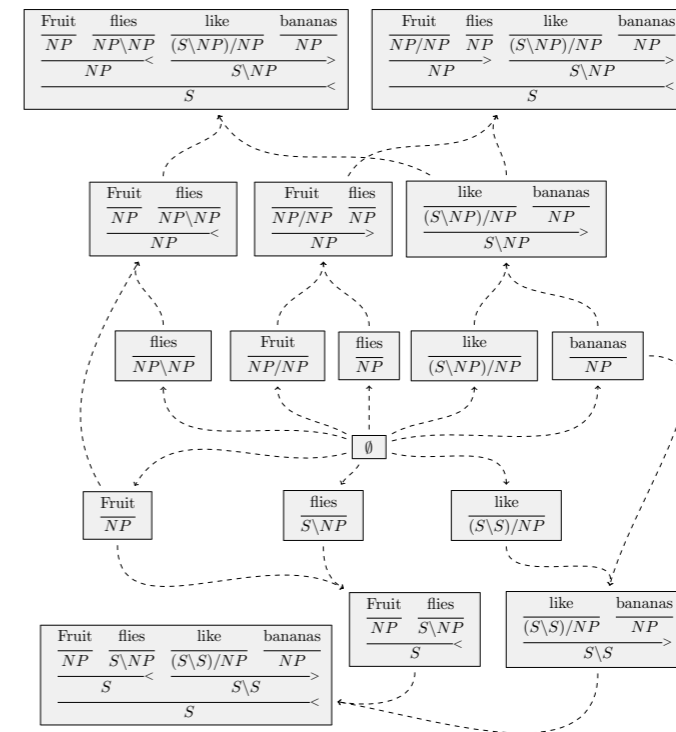 Fruit flies like bananas
NP NP\NP (S\NP)/NP NP
NP < S\NP >
S <
Fruit flies like bananas
NP/NP NP (S\NP)/NP NP
NP > S\NP >
S <
Fruit flies
NP NP\NP
NP <
Fruit flies
NP/NP NP
NP >
like bananas
(S\NP)/NP NP
S\NP >
flies
NP\NP
Fruit
NP/NP
flies
NP
like
(S\NP)/NP
bananas
NP
∅
Fruit
NP
flies
S\NP
like
(S\S)/NP
Fruit flies
NP S\NP
S <
like bananas
(S\S)/NP NP
S\S >
Fruit flies like bananas
NP S\NP (S\S)/NP NP
S < S\S >
S <